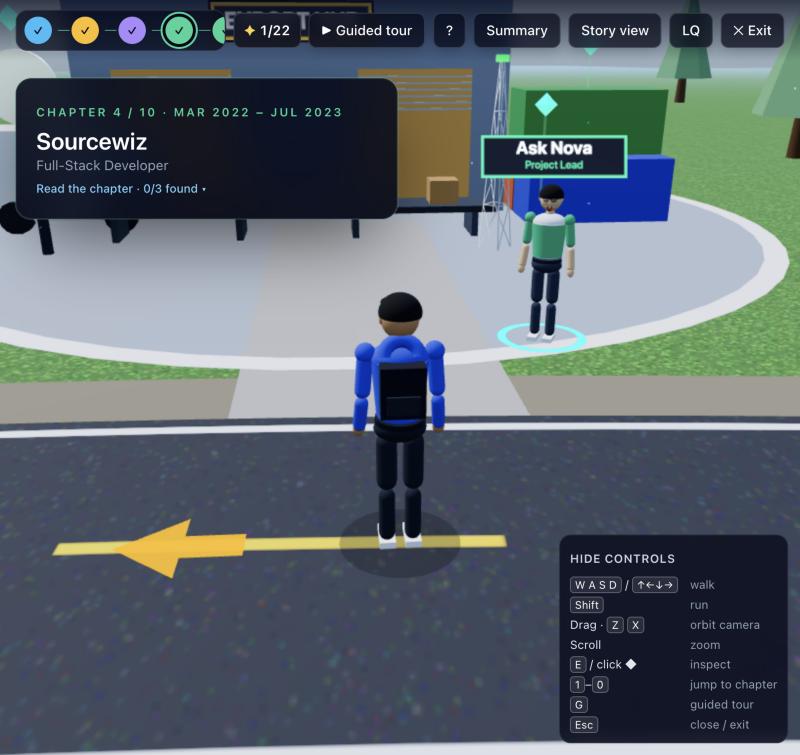 1/22
▶ Guided tour
?
Summary
Story view
LQ
✕ Exit
CHAPTER 4 / 10 · MAR 2022 – JUL 2023
Sourcewiz
Full-Stack Developer
Read the chapter · 0/3 found ▾
Ask Nova
Project Lead
HIDE CONTROLS
W A S D / ↑←↓→ walk
Shift run
Drag · Z X orbit camera
Scroll zoom
E / click ◆ inspect
1–0 jump to chapter
G guided tour
Esc close / exit